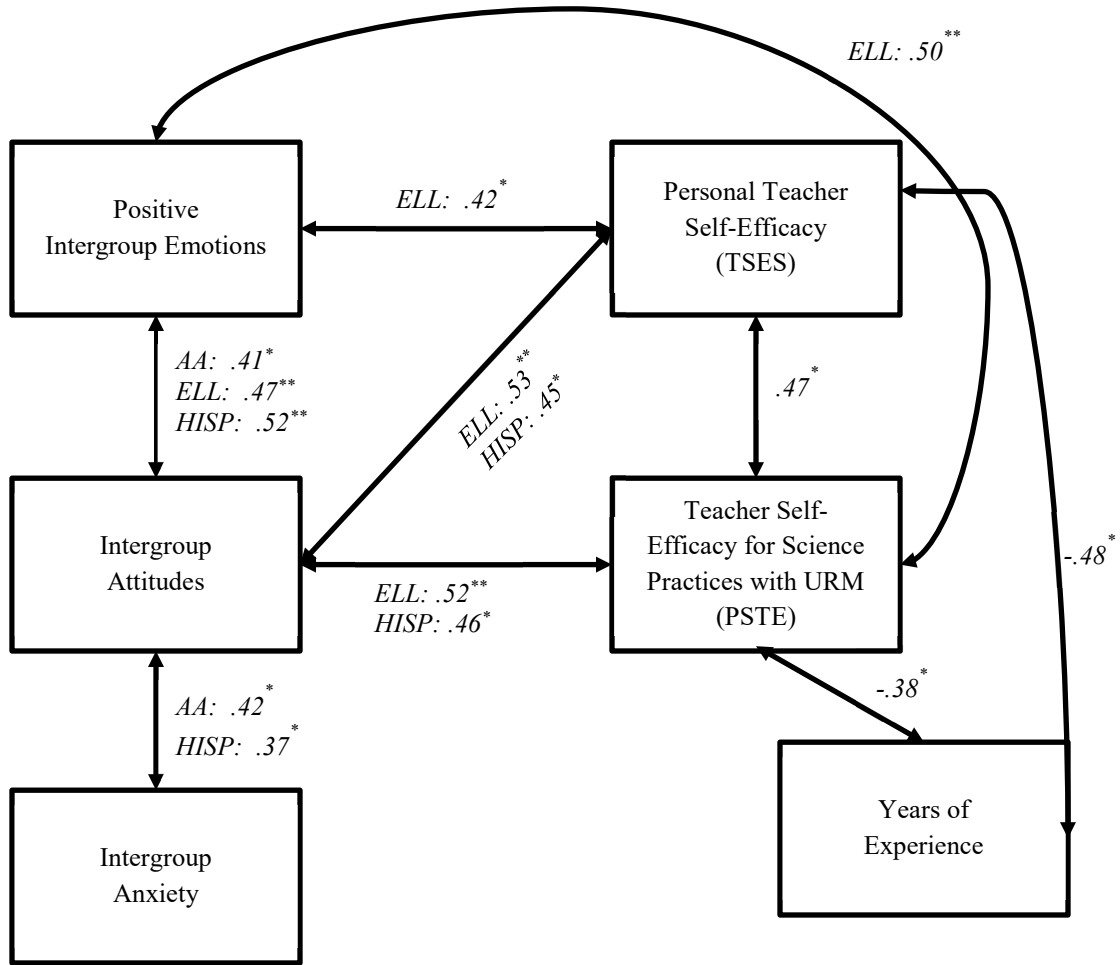 ELL: .50**
Positive
Intergroup Emotions
ELL: .42*
Personal Teacher
Self-Efficacy
(TSES)
AA: .41*
ELL: .47**
HISP: .52**
ELL: .53**
HISP: .45*
.47*
Intergroup
Attitudes
ELL: .52**
HISP: .46*
Teacher Self-
Efficacy for Science
Practices with URM
(PSTE)
-.48*
AA: .42*
HISP: .37*
-.38*
Intergroup
Anxiety
Years of
Experience